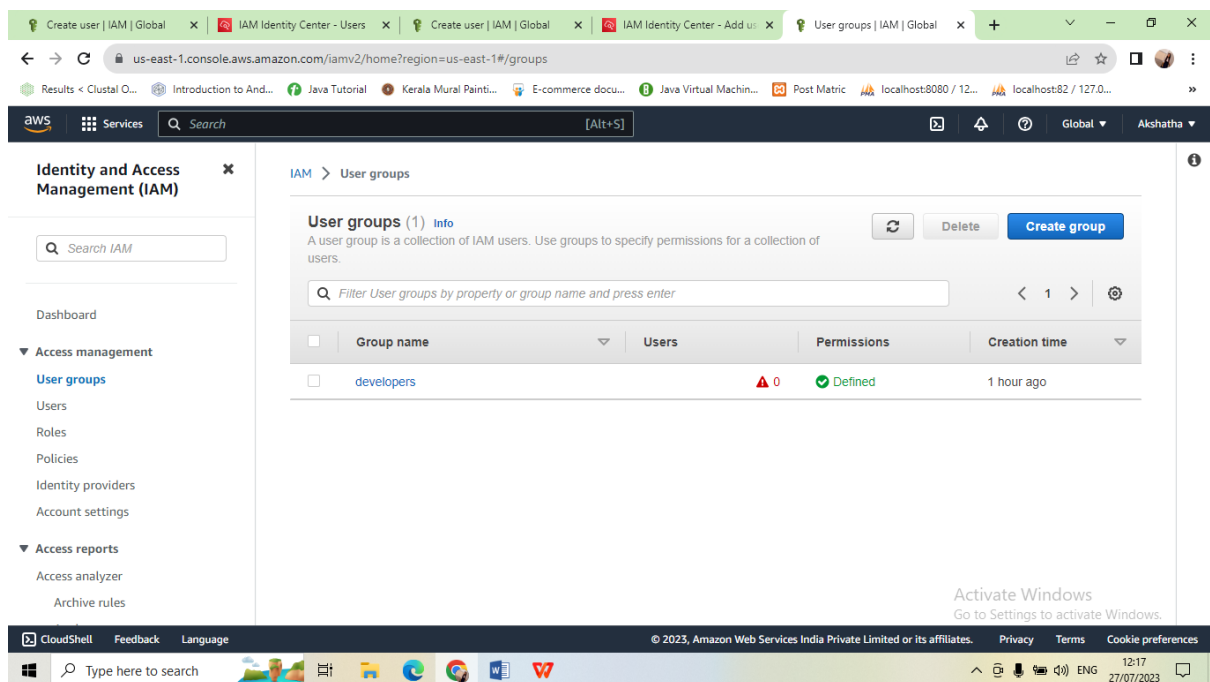 Create user | IAM | Global
IAM Identity Center - Users
Create user | IAM | Global
IAM Identity Center - Add us
User groups | IAM | Global
us-east-1.console.aws.amazon.com/iamv2/home?region=us-east-1#/groups
Results < Clustal O...
Introduction to And...
Java Tutorial
Kerala Mural Painti...
E-commerce docu...
Java Virtual Machin...
Post Matric
localhost:8080 / 12...
localhost:82 / 127.0...
»
aws
Services
Search
[Alt+S]
Global
Akshatha
Identity and Access
Management (IAM)
Search IAM
Dashboard
Access management
User groups
Users
Roles
Policies
Identity providers
Account settings
Access reports
Access analyzer
Archive rules
IAM > User groups
User groups (1) Info
A user group is a collection of IAM users. Use groups to specify permissions for a collection of
users.
Delete
Create group
Filter User groups by property or group name and press enter
1
Group name
Users
Permissions
Creation time
developers
0
Defined
1 hour ago
Activate Windows
Go to Settings to activate Windows.
CloudShell
Feedback
Language
© 2023, Amazon Web Services India Private Limited or its affiliates.
Privacy
Terms
Cookie preferences
Type here to search
ENG
12:17
27/07/2023